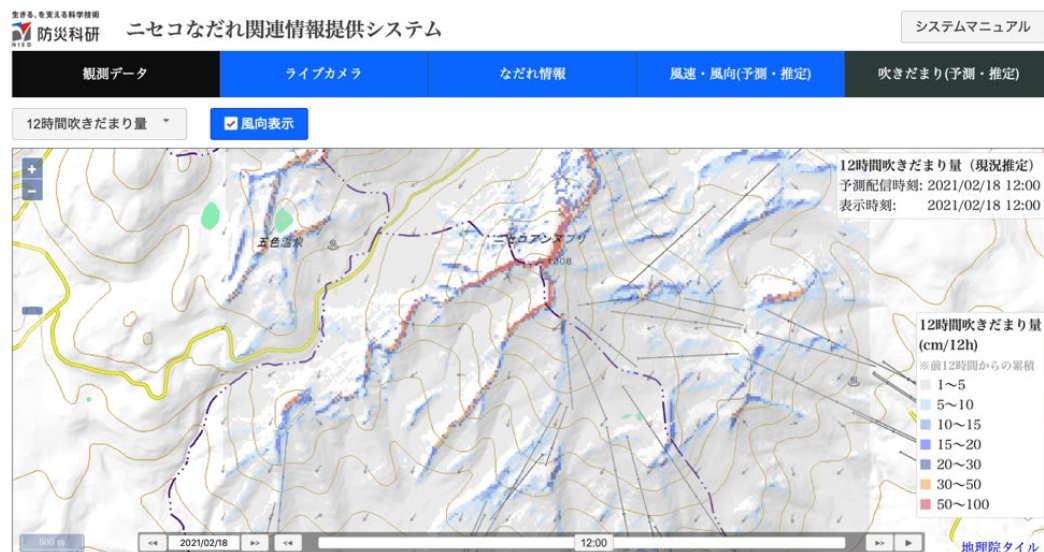 生きる、を支える科学技術
防災科研
NIED
ニセコなだれ関連情報提供システム
システムマニュアル
観測データ
ライブカメラ
なだれ情報
風速・風向(予測・推定)
吹きだまり(予測・推定)
12時間吹きだまり量
風向表示
+
−
12時間吹きだまり量（現況推定）
予測配信時刻: 2021/02/18 12:00
表示時刻: 2021/02/18 12:00
五色温泉
ニセコアンヌプリ
1308
12時間吹きだまり量
(cm/12h)
※前12時間からの累積
1〜5
5〜10
10〜15
15〜20
20〜30
30〜50
50〜100
500 m
2021/02/18
12:00
地理院タイル